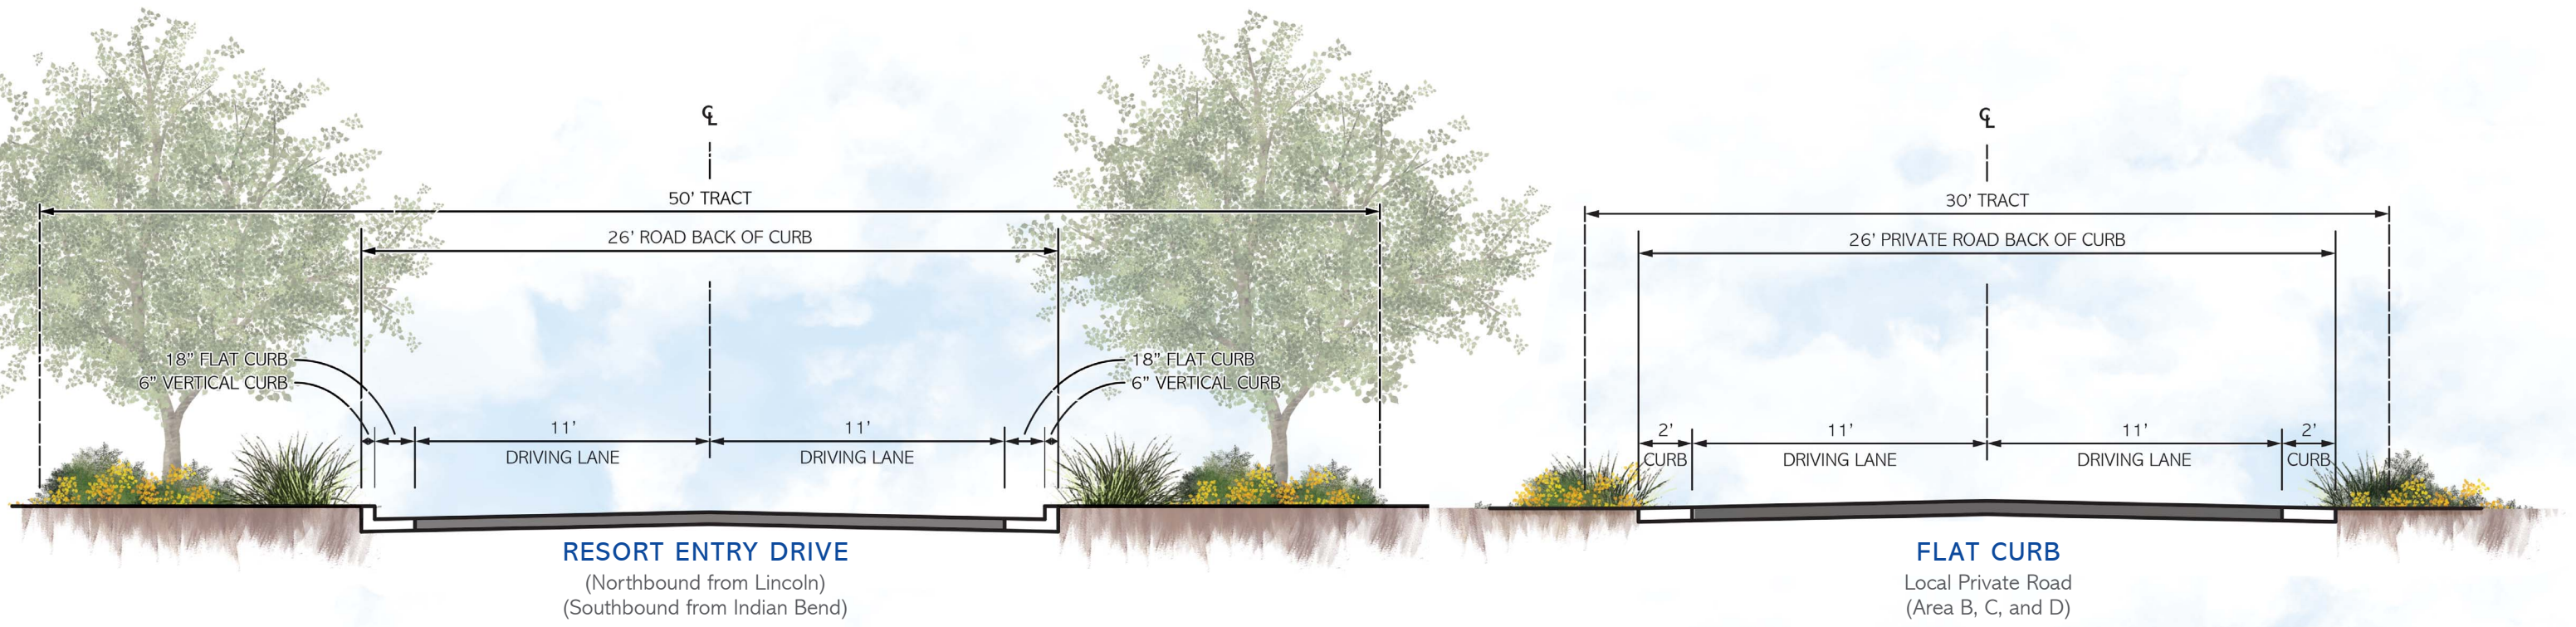 ℄
50’ TRACT
26’ ROAD BACK OF CURB
18” FLAT CURB
6” VERTICAL CURB
18” FLAT CURB
6” VERTICAL CURB
11’
DRIVING LANE
11’
DRIVING LANE
RESORT ENTRY DRIVE
(Northbound from Lincoln)
(Southbound from Indian Bend)
℄
30’ TRACT
26’ PRIVATE ROAD BACK OF CURB
2’
CURB
11’
DRIVING LANE
11’
DRIVING LANE
2’
CURB
FLAT CURB
Local Private Road
(Area B, C, and D)